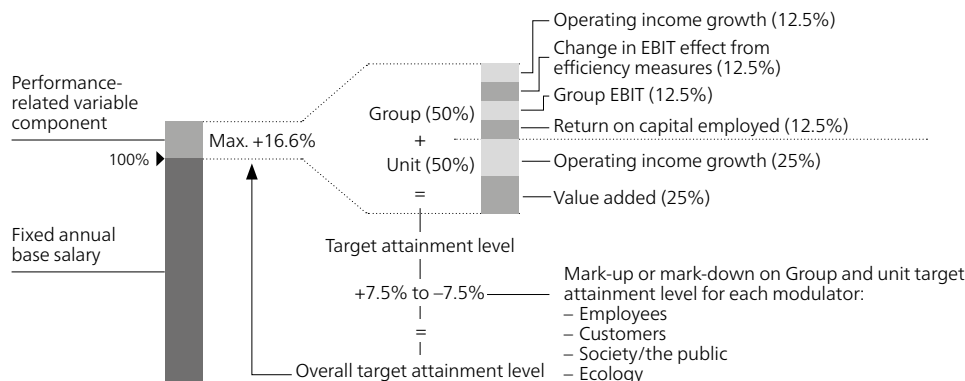 Operating income growth (12.5%)
Change in EBIT effect from
efficiency measures (12.5%)
Group EBIT (12.5%)
Return on capital employed (12.5%)
Operating income growth (25%)
Value added (25%)
Performance-
related variable
component
100%
Max. +16.6%
Group (50%)
+
Unit (50%)
=
Fixed annual
base salary
Target attainment level
+7.5% to –7.5%
=
Overall target attainment level
Mark-up or mark-down on Group and unit target
attainment level for each modulator:
– Employees
– Customers
– Society/the public
– Ecology